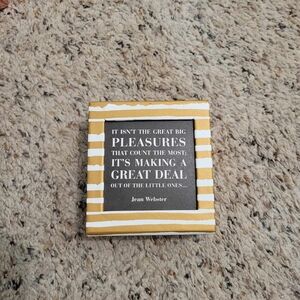 IT ISN'T THE GREAT BIG
PLEASURES
THAT COUNT THE MOST;
IT'S MAKING A
GREAT DEAL
OUT OF THE LITTLE ONES...
Jean Webster